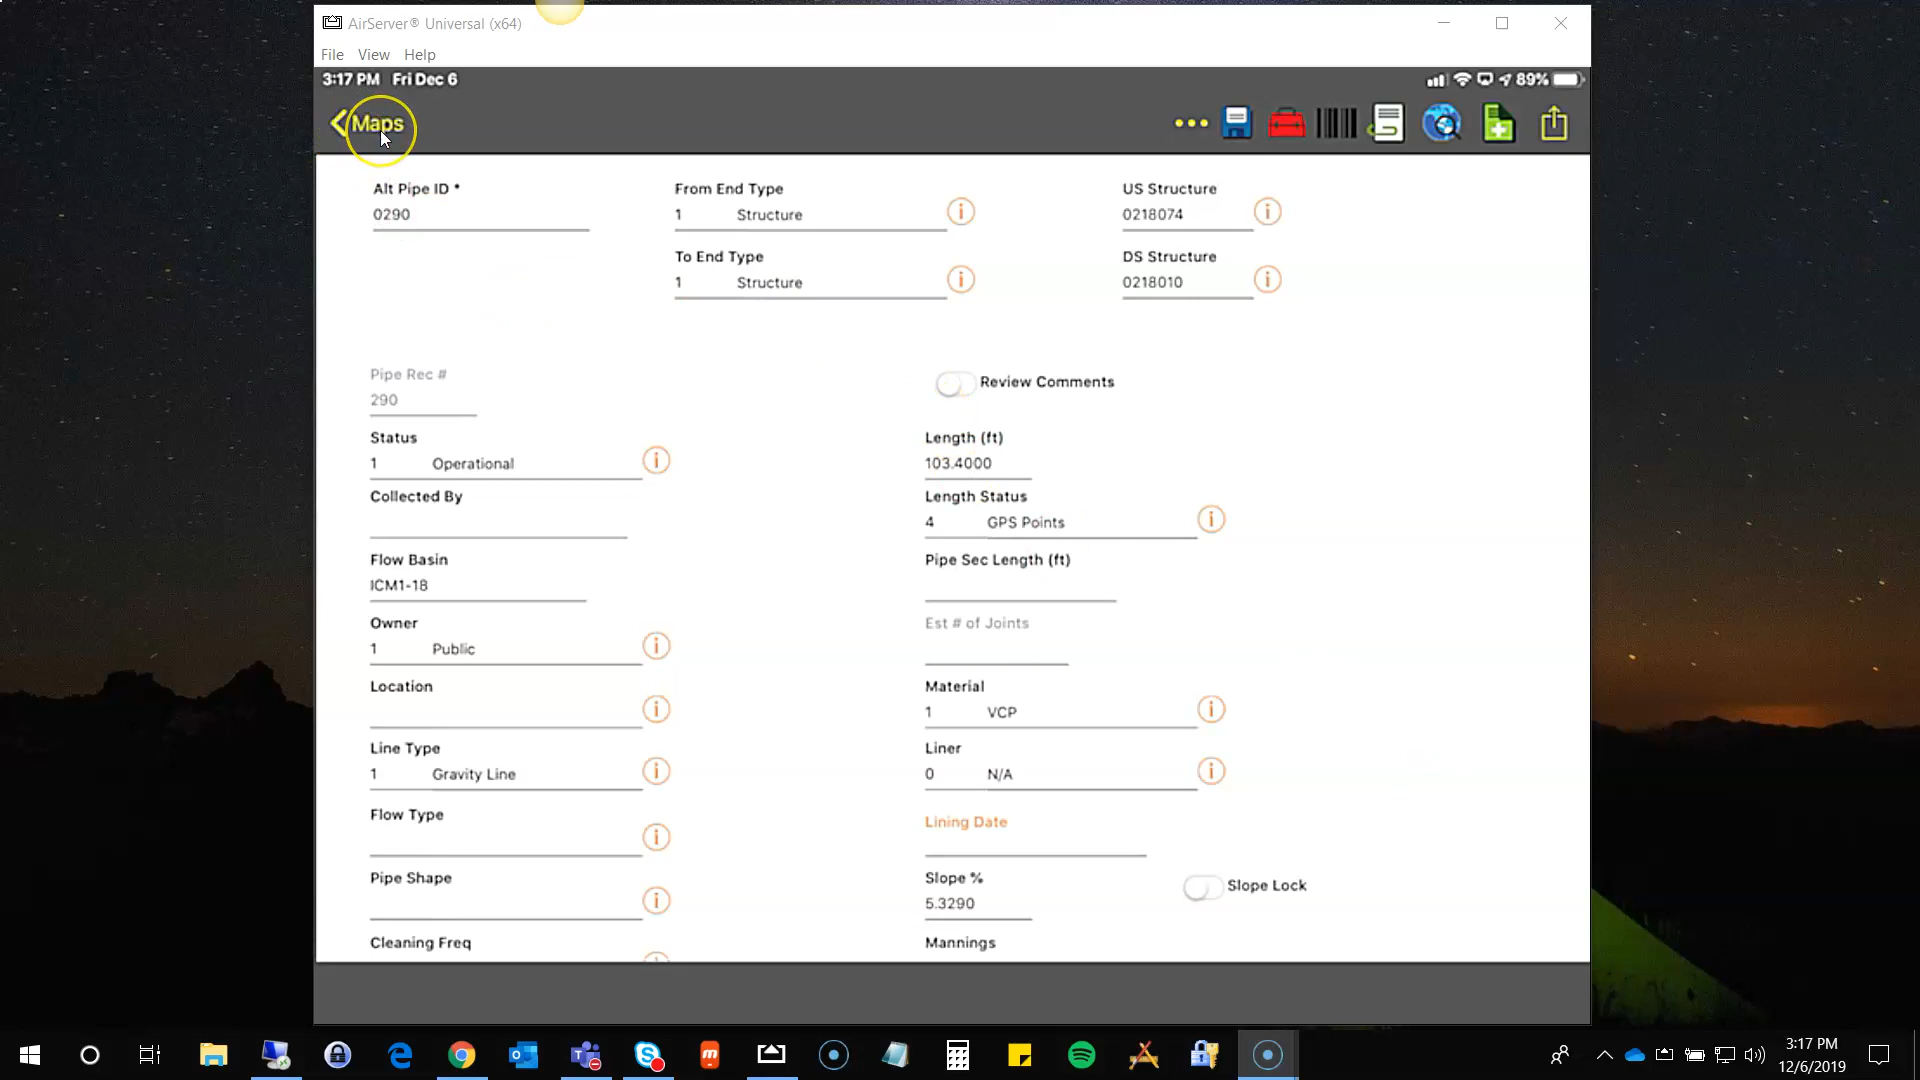 AirServer® Universal (x64)
File View Help
3:17 PM Fri Dec 6
89%
Maps
Alt Pipe ID *
0290
From End Type
1 Structure
US Structure
0218074
To End Type
1 Structure
DS Structure
0218010
Pipe Rec #
290
Review Comments
Status
1 Operational
Length (ft)
103.4000
Collected By
Length Status
4 GPS Points
Flow Basin
ICM1-18
Pipe Sec Length (ft)
Owner
1 Public
Est # of Joints
Location
Material
1 VCP
Line Type
1 Gravity Line
Liner
0 N/A
Flow Type
Lining Date
Pipe Shape
Slope %
5.3290
Slope Lock
Cleaning Freq
Mannings
3:17 PM
12/6/2019